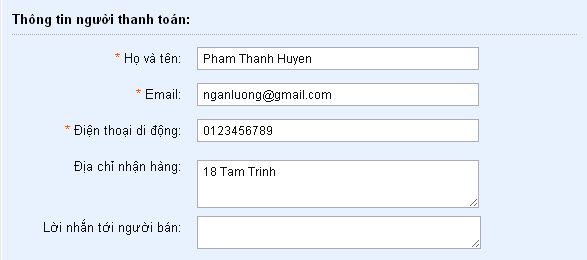 Thông tin người thanh toán:
* Họ và tên: Pham Thanh Huyen
* Email: nganluong@gmail.com
* Điện thoại di động: 0123456789
Địa chỉ nhận hàng: 18 Tam Trinh
Lời nhắn tới người bán: